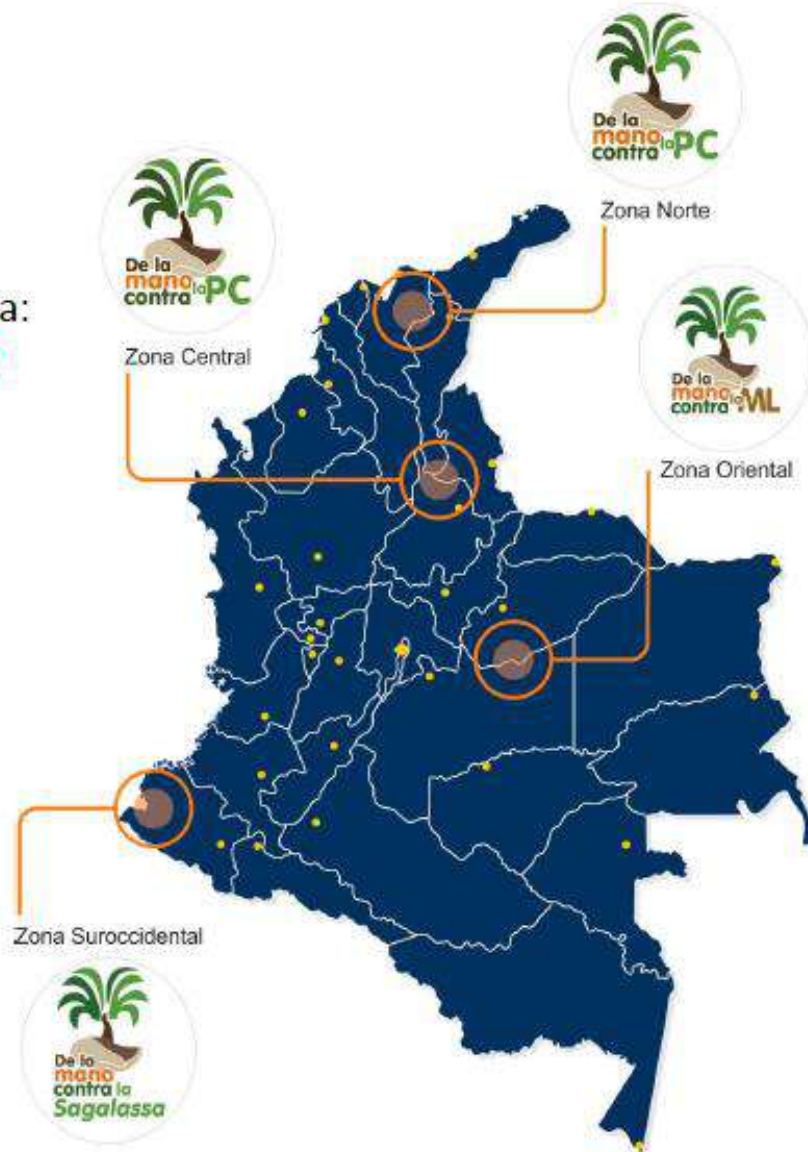 De la
mano
contra la PC
Zona Norte
De la
mano
contra la PC
a:
Zona Central
De la
mano
contra la ML
Zona Oriental
Zona Suroccidental
De la
mano
contra la
Sagalassa